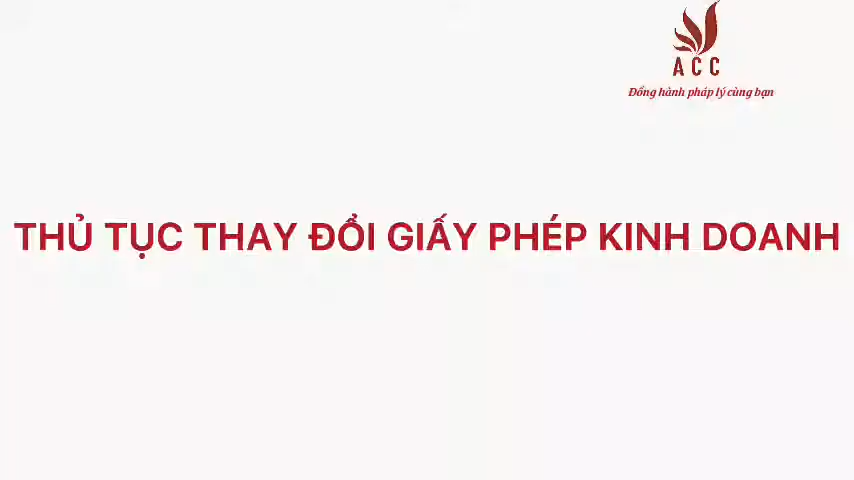 ACC
Đồng hành pháp lý cùng bạn
THỦ TỤC THAY ĐỔI GIẤY PHÉP KINH DOANH